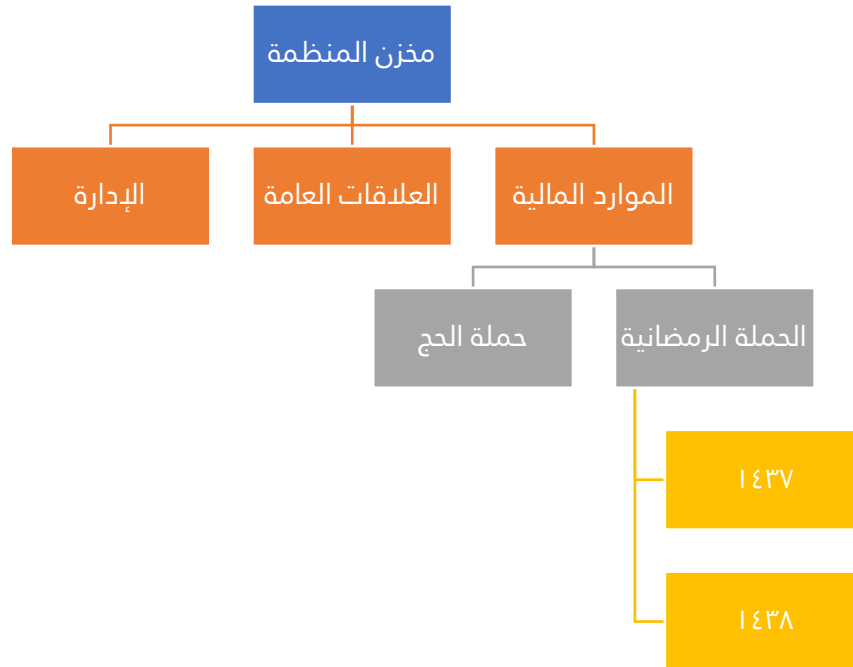 مخزن المنظمة
الموارد المالية
العلاقات العامة
الإدارة
الحملة الرمضانية
حملة الحج
١٤٣٧
١٤٣٨